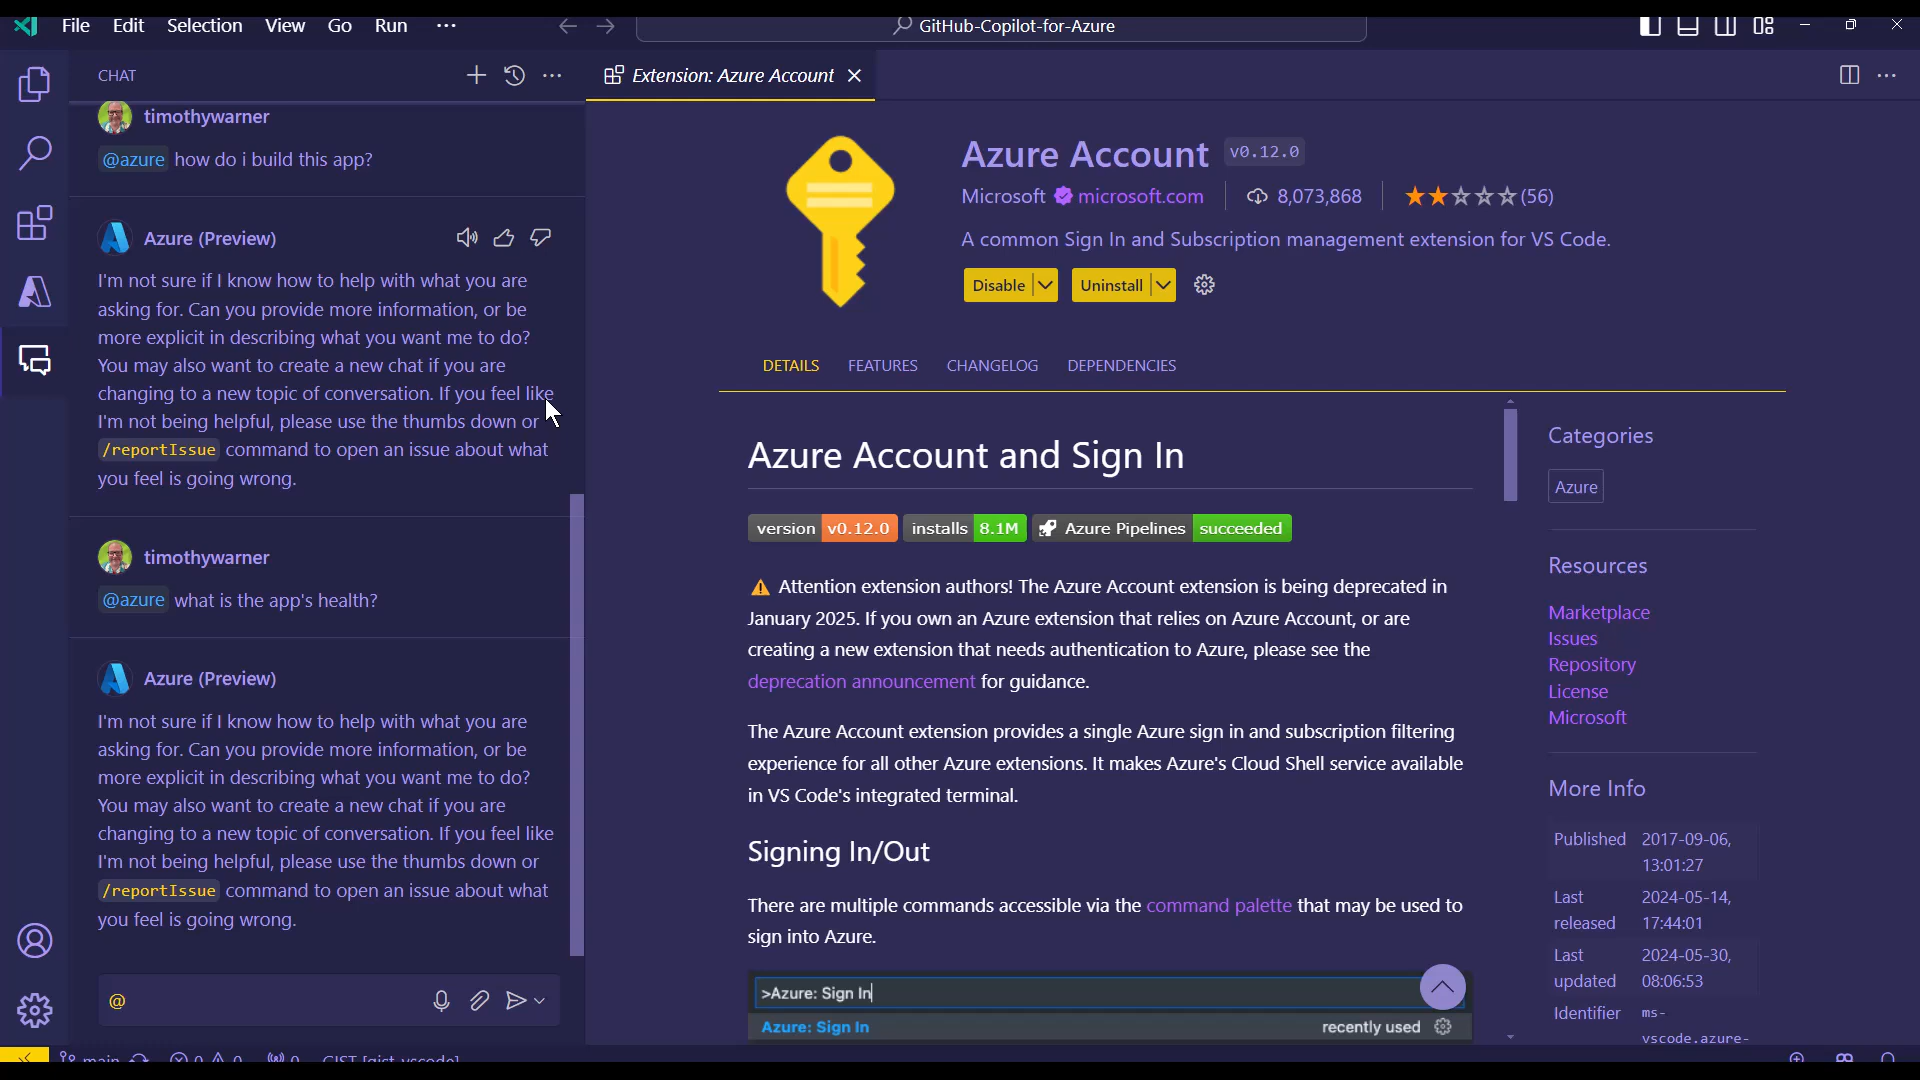 File Edit Selection View Go Run ···
GitHub-Copilot-for-Azure
CHAT
Extension: Azure Account
timothywarner
@azure how do i build this app?
Azure (Preview)
I'm not sure if I know how to help with what you are
asking for. Can you provide more information, or be
more explicit in describing what you want me to do?
You may also want to create a new chat if you are
changing to a new topic of conversation. If you feel like
I'm not being helpful, please use the thumbs down or
/reportIssue command to open an issue about what
you feel is going wrong.
timothywarner
@azure what is the app's health?
Azure (Preview)
I'm not sure if I know how to help with what you are
asking for. Can you provide more information, or be
more explicit in describing what you want me to do?
You may also want to create a new chat if you are
changing to a new topic of conversation. If you feel like
I'm not being helpful, please use the thumbs down or
/reportIssue command to open an issue about what
you feel is going wrong.
@
Azure Account v0.12.0
Microsoft microsoft.com 8,073,868 (56)
A common Sign In and Subscription management extension for VS Code.
Disable Uninstall
DETAILS FEATURES CHANGELOG DEPENDENCIES
Azure Account and Sign In
version v0.12.0 installs 8.1M Azure Pipelines succeeded
⚠ Attention extension authors! The Azure Account extension is being deprecated in
January 2025. If you own an Azure extension that relies on Azure Account, or are
creating a new extension that needs authentication to Azure, please see the
deprecation announcement for guidance.
The Azure Account extension provides a single Azure sign in and subscription filtering
experience for all other Azure extensions. It makes Azure's Cloud Shell service available
in VS Code's integrated terminal.
Signing In/Out
There are multiple commands accessible via the command palette that may be used to
sign into Azure.
>Azure: Sign In
Azure: Sign In recently used
Categories
Azure
Resources
Marketplace
Issues
Repository
License
Microsoft
More Info
Published 2017-09-06,
13:01:27
Last 2024-05-14,
released 17:44:01
Last 2024-05-30,
updated 08:06:53
Identifier ms-
vscode.azure-
main 0 0 0 GIST [gist-vscode]